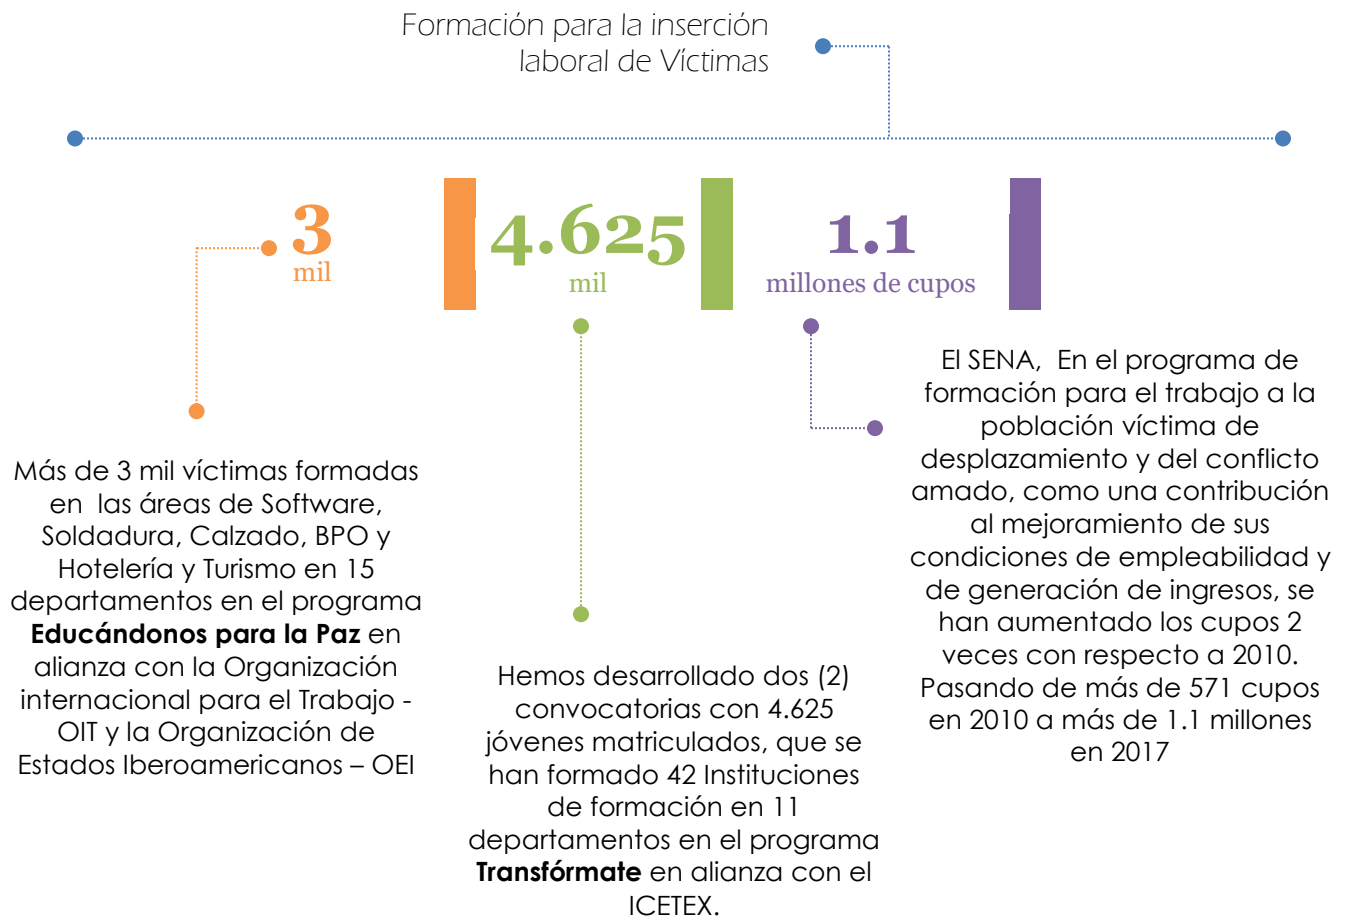 Formación para la inserción
laboral de Víctimas
3
mil
4.625
mil
1.1
millones de cupos
Más de 3 mil víctimas formadas
en las áreas de Software,
Soldadura, Calzado, BPO y
Hotelería y Turismo en 15
departamentos en el programa
Educándonos para la Paz en
alianza con la Organización
internacional para el Trabajo -
OIT y la Organización de
Estados Iberoamericanos – OEI
Hemos desarrollado dos (2)
convocatorias con 4.625
jóvenes matriculados, que se
han formado 42 Instituciones
de formación en 11
departamentos en el programa
Transfórmate en alianza con el
ICETEX.
El SENA, En el programa de
formación para el trabajo a la
población víctima de
desplazamiento y del conflicto
amado, como una contribución
al mejoramiento de sus
condiciones de empleabilidad y
de generación de ingresos, se
han aumentado los cupos 2
veces con respecto a 2010.
Pasando de más de 571 cupos
en 2010 a más de 1.1 millones
en 2017